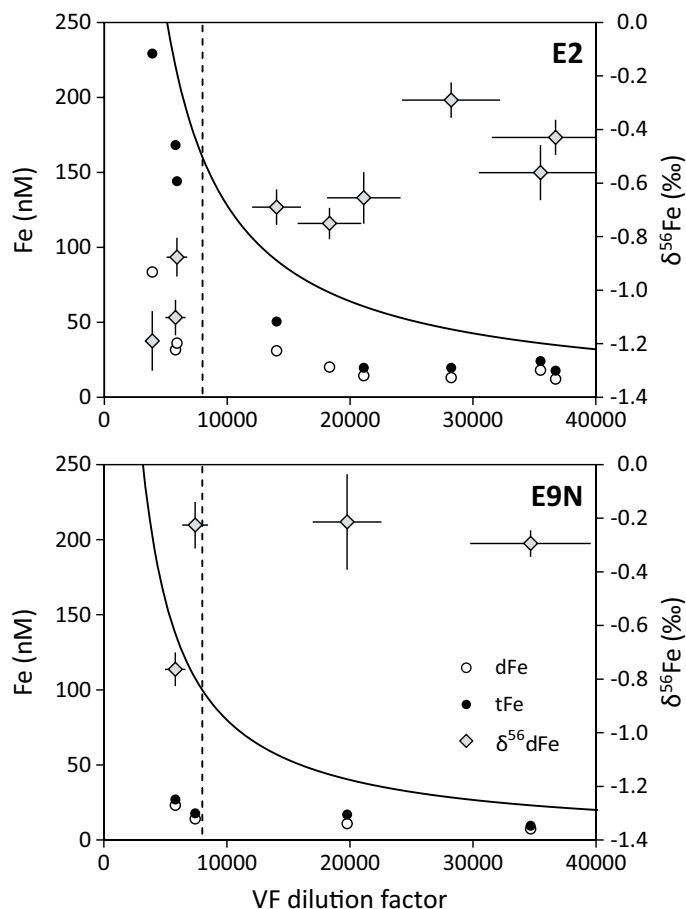 E2
250
200
150
100
50
0
Fe (nM)
0.0
-0.2
-0.4
-0.6
-0.8
-1.0
-1.2
-1.4
δ⁵⁶Fe (‰)
0 10000 20000 30000 40000
E9N
250
200
150
100
50
0
Fe (nM)
0.0
-0.2
-0.4
-0.6
-0.8
-1.0
-1.2
-1.4
δ⁵⁶Fe (‰)
dFe
tFe
δ⁵⁶dFe
0 10000 20000 30000 40000
VF dilution factor